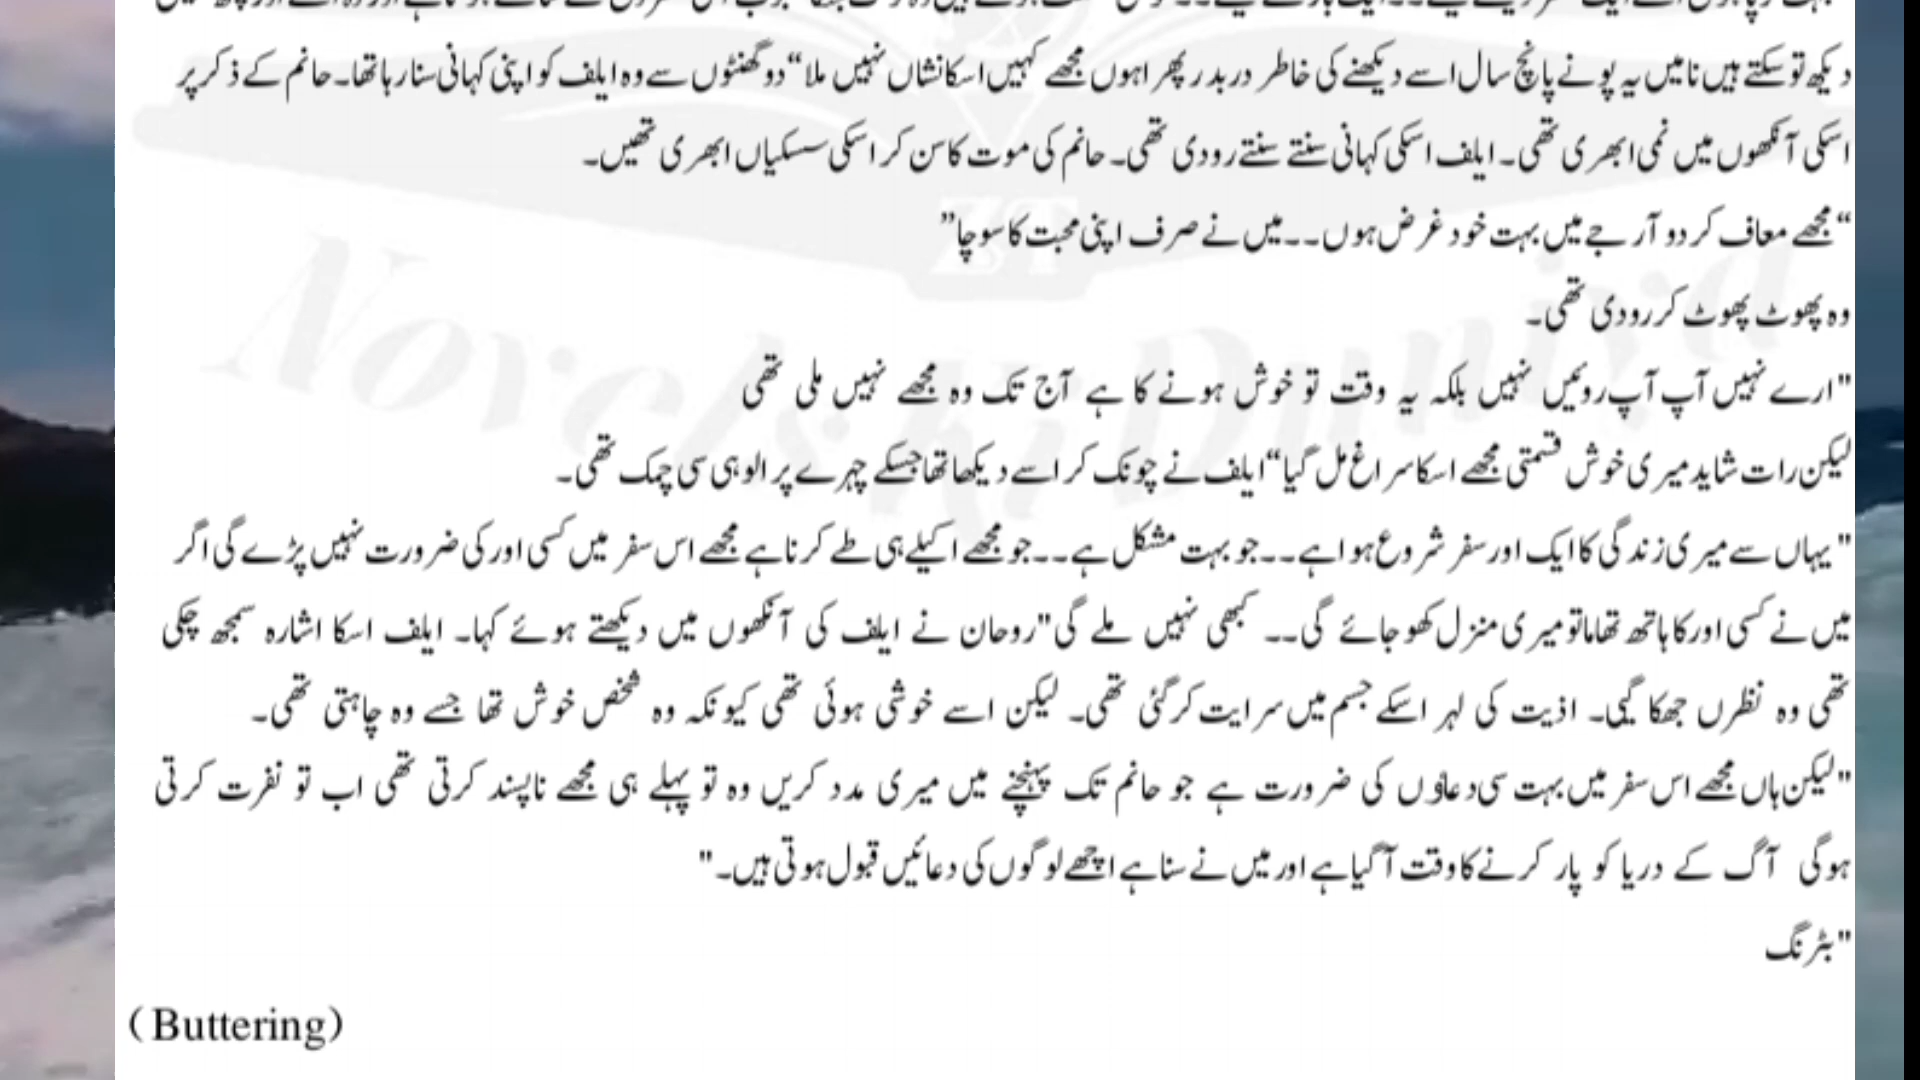 دیکھ تو سکتے ہیں نا میں یہ پونے پانچ سال اسے دیکھنے کی خاطر در بدر پھرا ہوں مجھے کہیں اسکا نشاں نہیں ملا“ دو گھنٹوں سے وہ ایلف کو اپنی کہانی سنا رہا تھا۔ حانم کے ذکر پر
اسکی آنکھوں میں نمی ابھری تھی۔ ایلف اسکی کہانی سنتے سنتے رو دی تھی۔ حانم کی موت کا سن کر اسکی سسکیاں ابھری تھیں۔
“مجھے معاف کر دو آر جے میں بہت خود غرض ہوں۔۔ میں نے صرف اپنی محبت کا سوچا”
وہ پھوٹ پھوٹ کر رو دی تھی۔
"ارے نہیں آپ آپ روئیں نہیں بلکہ یہ وقت تو خوش ہونے کا ہے آج تک وہ مجھے نہیں ملی تھی
لیکن رات شاید میری خوش قسمتی مجھے اسکا سراغ مل گیا“ ایلف نے چونک کر اسے دیکھا تھا جسکے چہرے پر الوہی سی چمک تھی۔
"یہاں سے میری زندگی کا ایک اور سفر شروع ہوا ہے۔۔ جو بہت مشکل ہے۔۔ جو مجھے اکیلے ہی طے کرنا ہے مجھے اس سفر میں کسی اور کی ضرورت نہیں پڑے گی اگر
میں نے کسی اور کا ہاتھ تھاما تو میری منزل کھو جائے گی۔۔ کبھی نہیں ملے گی" روحان نے ایلف کی آنکھوں میں دیکھتے ہوئے کہا۔ ایلف اسکا اشارہ سمجھ چکی
تھی وہ نظرں جھکا گیی۔ اذیت کی لہر اسکے جسم میں سرایت کر گئی تھی۔ لیکن اسے خوشی ہوئی تھی کیونکہ وہ شخص خوش تھا جسے وہ چاہتی تھی۔
"لیکن ہاں مجھے اس سفر میں بہت سی دعاؤں کی ضرورت ہے جو حانم تک پہنچنے میں میری مدد کریں وہ تو پہلے ہی مجھے ناپسند کرتی تھی اب تو نفرت کرتی
ہوگی آگ کے دریا کو پار کرنے کا وقت آگیا ہے اور میں نے سنا ہے اچھے لوگوں کی دعائیں قبول ہوتی ہیں۔"
"بٹرنگ
(Buttering)
Novels Ki Duniya
ZT